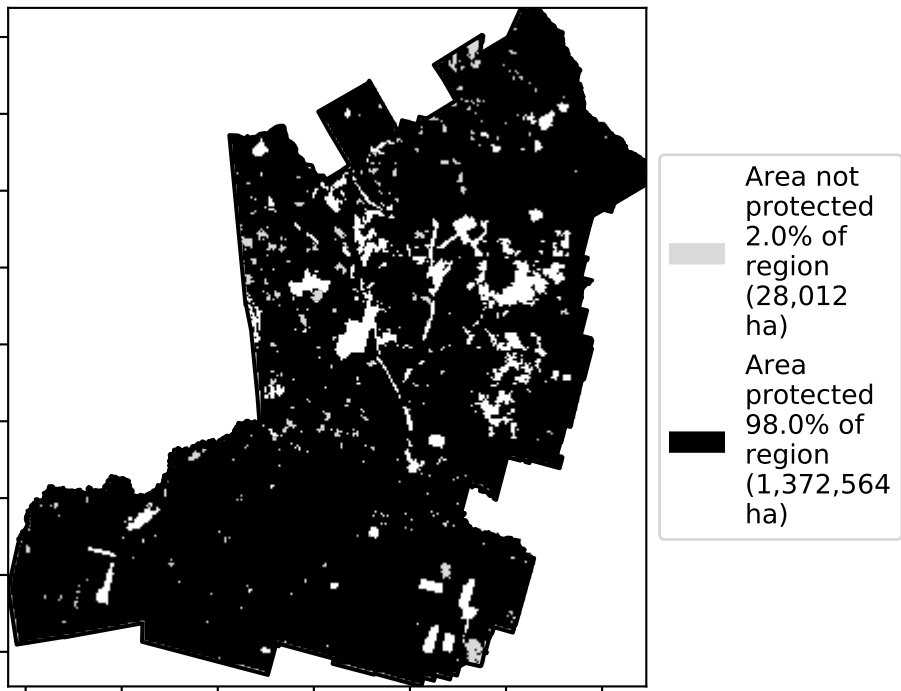 Area not
protected
2.0% of
region
(28,012
ha)
Area
protected
98.0% of
region
(1,372,564
ha)